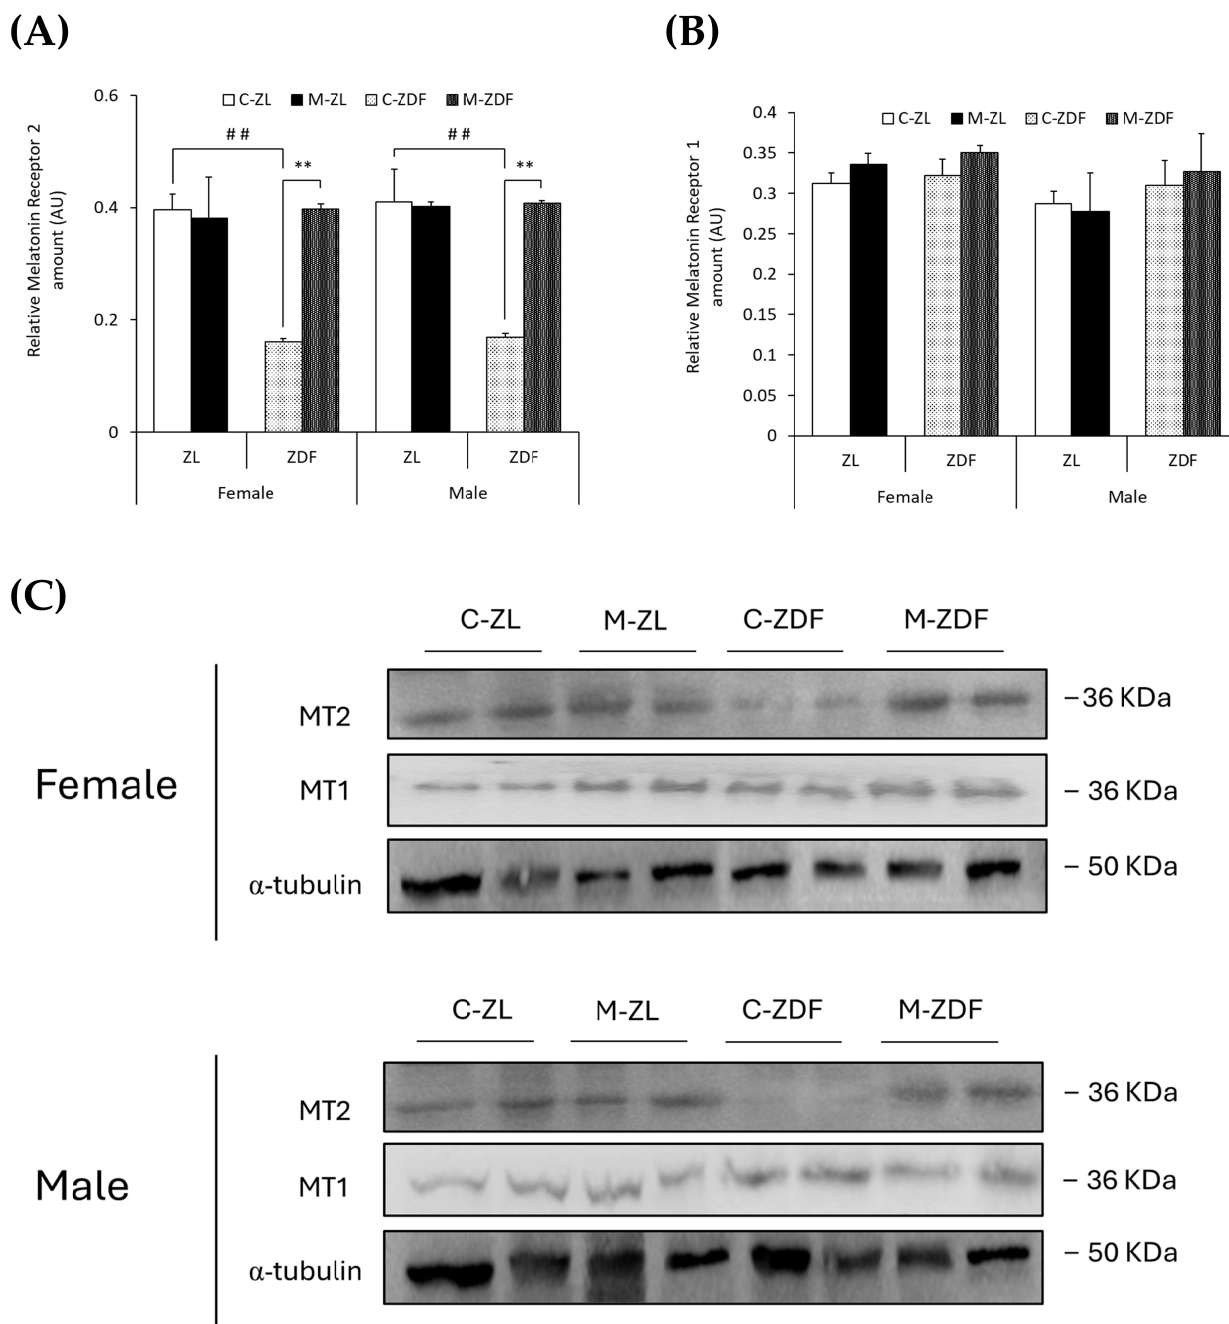 (A)
C-ZL M-ZL C-ZDF M-ZDF
Relative Melatonin Receptor 2
amount (AU)
0.6
0.4
0.2
0
# #
**
# #
**
ZL ZDF ZL ZDF
Female Male
(B)
C-ZL M-ZL C-ZDF M-ZDF
Relative Melatonin Receptor 1
amount (AU)
0.4
0.35
0.3
0.25
0.2
0.15
0.1
0.05
0
ZL ZDF ZL ZDF
Female Male
(C)
C-ZL M-ZL C-ZDF M-ZDF
Female
MT2 –36 KDa
MT1 – 36 KDa
α-tubulin – 50 KDa
C-ZL M-ZL C-ZDF M-ZDF
Male
MT2 – 36 KDa
MT1 – 36 KDa
α-tubulin – 50 KDa